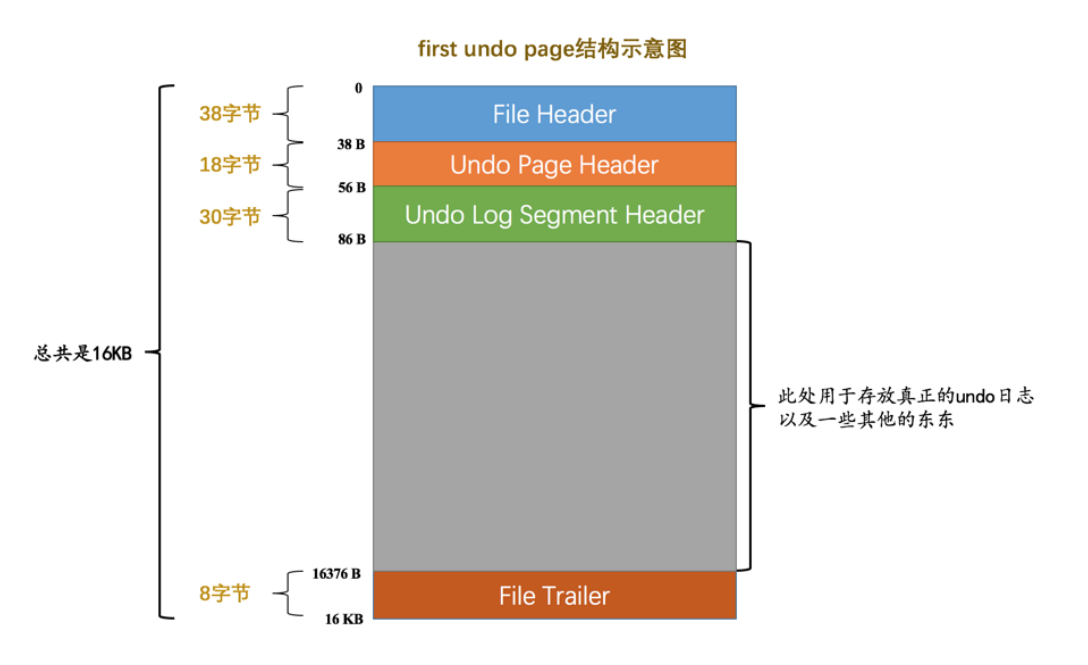 first undo page结构示意图
0
38字节
File Header
38 B
18字节
Undo Page Header
56 B
30字节
Undo Log Segment Header
86 B
总共是16KB
此处用于存放真正的undo日志
以及一些其他的东东
16376 B
8字节
File Trailer
16 KB